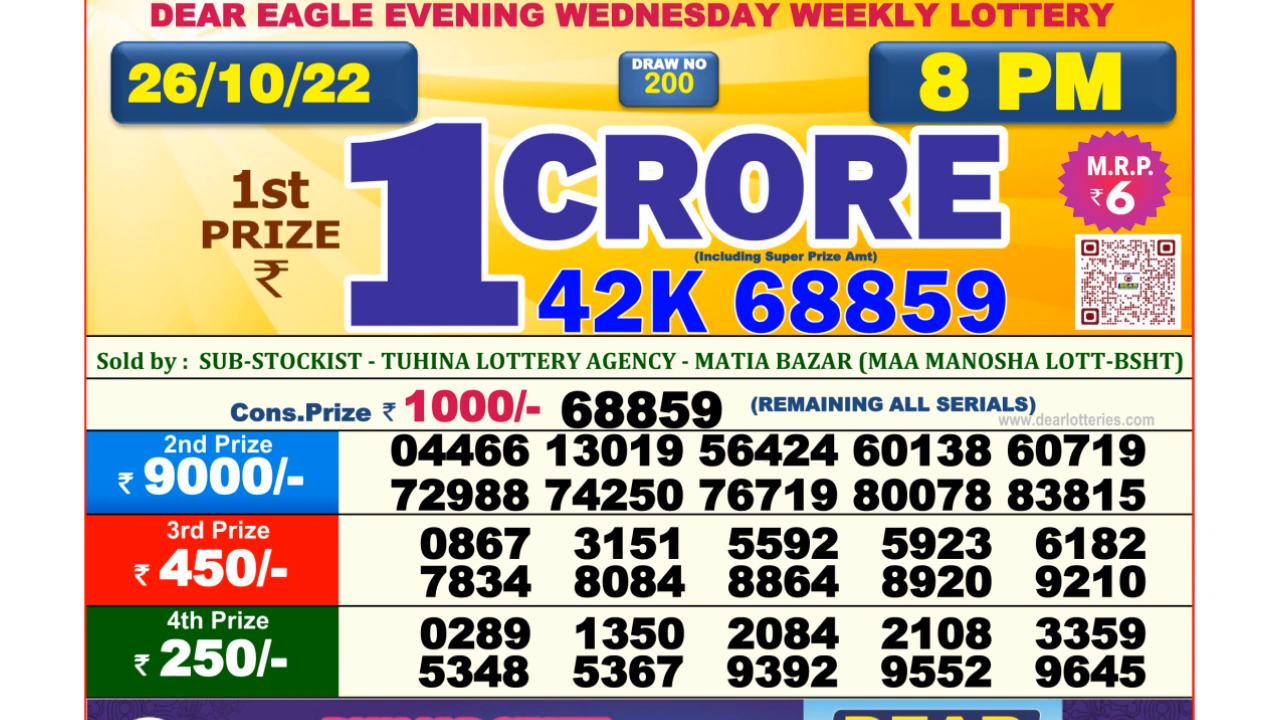 DEAR EAGLE EVENING WEDNESDAY WEEKLY LOTTERY
26/10/22
DRAW NO
200
8 PM
1st
PRIZE
₹
1 CRORE
(Including Super Prize Amt)
42K 68859
M.R.P.
₹ 6
Sold by : SUB-STOCKIST - TUHINA LOTTERY AGENCY - MATIA BAZAR (MAA MANOSHA LOTT-BSHT)
Cons.Prize ₹ 1000/- 68859 (REMAINING ALL SERIALS)
www.dearlotteries.com
2nd Prize
₹ 9000/-
04466 13019 56424 60138 60719
72988 74250 76719 80078 83815
3rd Prize
₹ 450/-
0867 3151 5592 5923 6182
7834 8084 8864 8920 9210
4th Prize
₹ 250/-
0289 1350 2084 2108 3359
5348 5367 9392 9552 9645